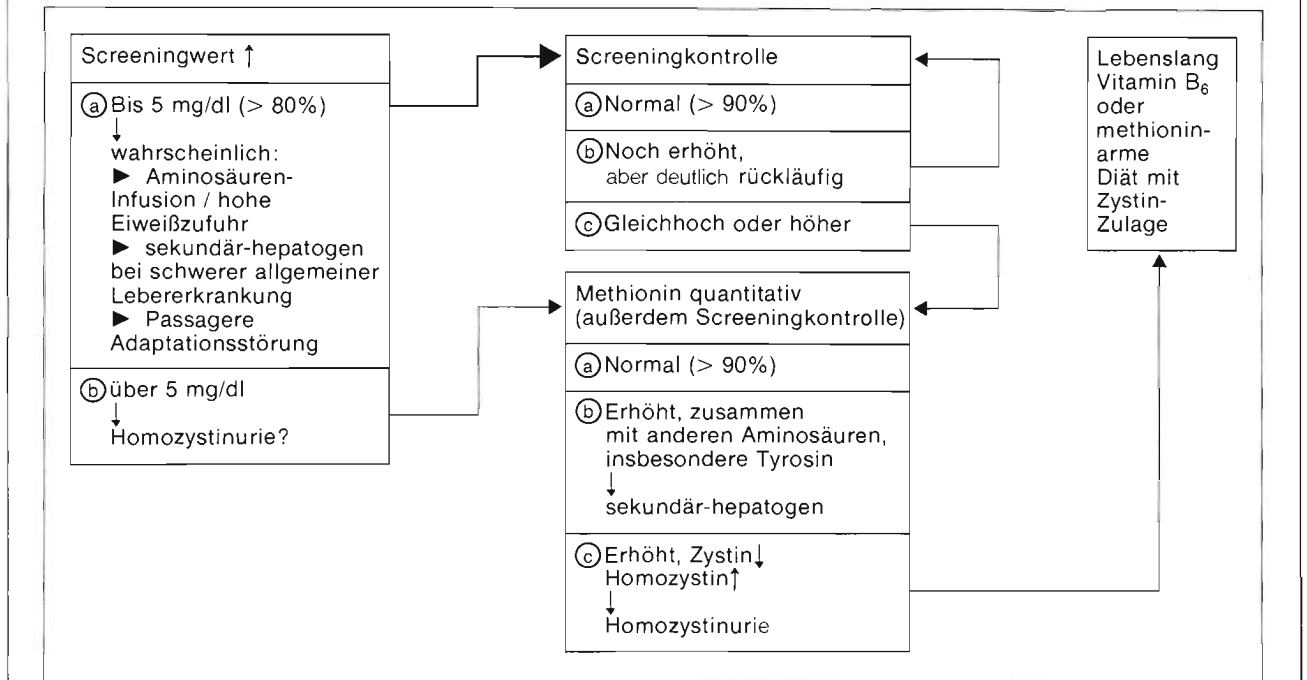 Screeningwert ↑
ⓐ Bis 5 mg/dl (> 80%)
↓
wahrscheinlich:
▶ Aminosäuren-
Infusion / hohe
Eiweißzufuhr
▶ sekundär-hepatogen
bei schwerer allgemeiner
Lebererkrankung
▶ Passagere
Adaptationsstörung
ⓑ über 5 mg/dl
↓
Homozystinurie?
Screeningkontrolle
ⓐ Normal (> 90%)
ⓑ Noch erhöht,
aber deutlich rückläufig
ⓒ Gleichhoch oder höher
Methionin quantitativ
(außerdem Screeningkontrolle)
ⓐ Normal (> 90%)
ⓑ Erhöht, zusammen
mit anderen Aminosäuren,
insbesondere Tyrosin
↓
sekundär-hepatogen
ⓒ Erhöht, Zystin↓
Homozystin↑
↓
Homozystinurie
Lebenslang
Vitamin B₆
oder
methionin-
arme
Diät mit
Zystin-
Zulage